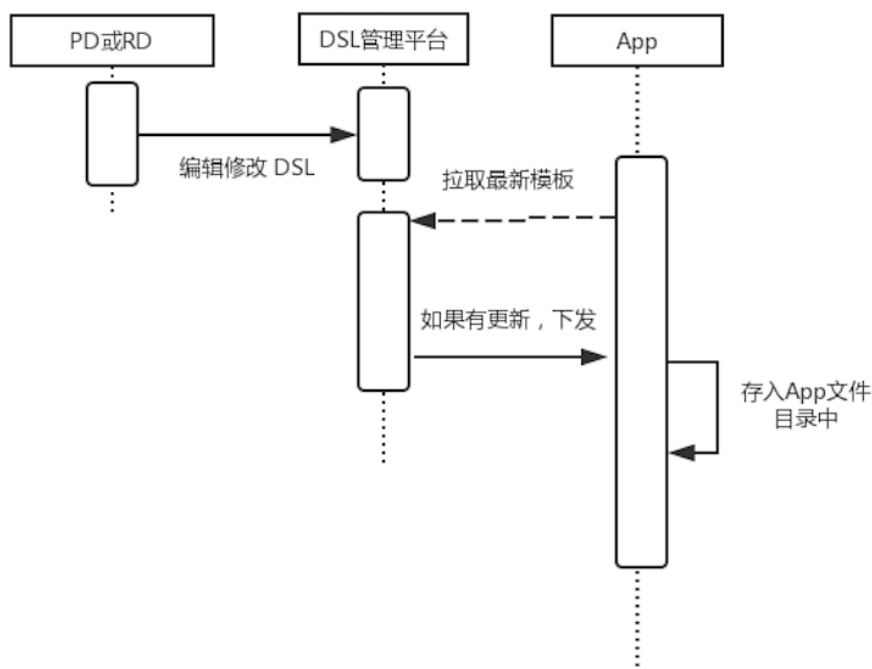 PD或RD
DSL管理平台
App
编辑修改 DSL
拉取最新模板
如果有更新，下发
存入App文件
目录中